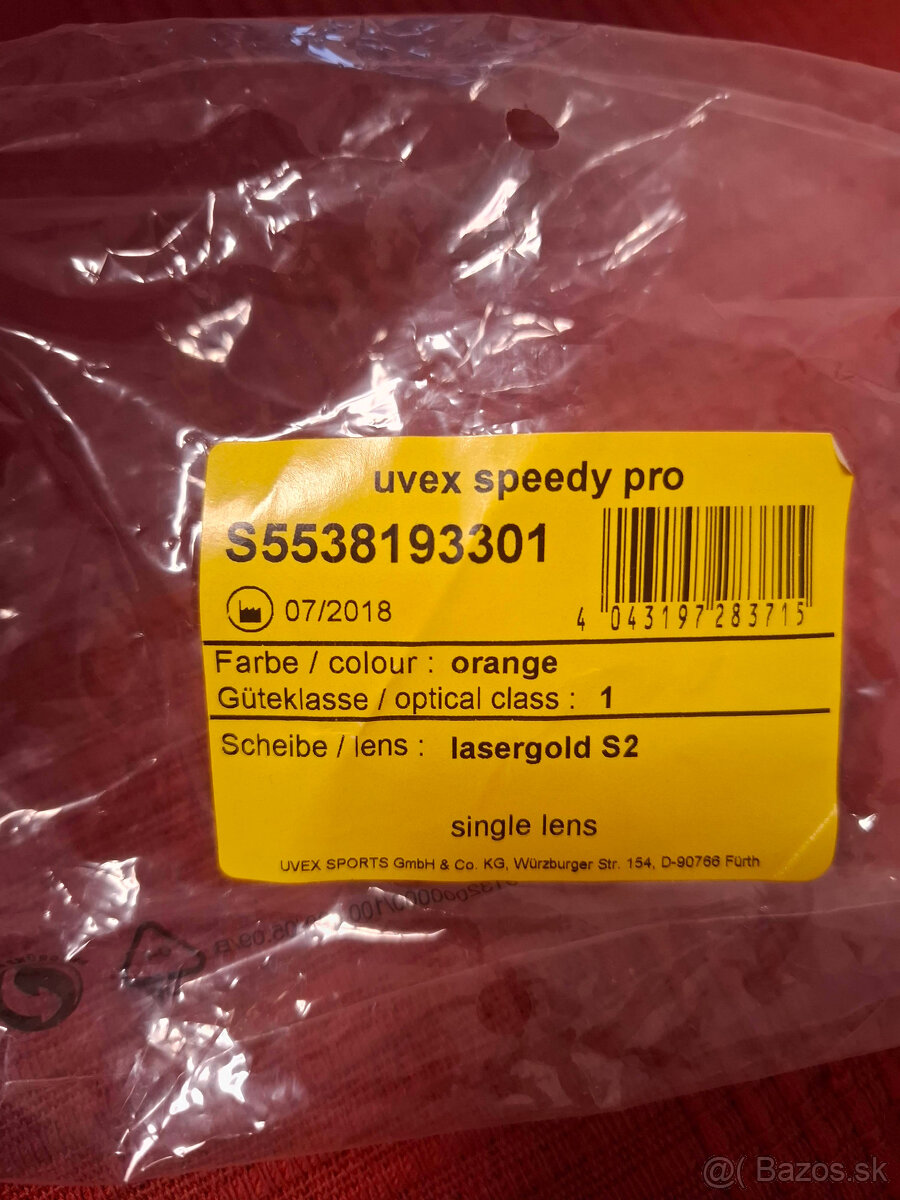 uvex speedy pro
S5538193301
4 043197 283715
07/2018
Farbe / colour : orange
Güteklasse / optical class : 1
Scheibe / lens : lasergold S2
single lens
UVEX SPORTS GmbH & Co. KG, Würzburger Str. 154, D-90766 Fürth
@( Bazos.sk